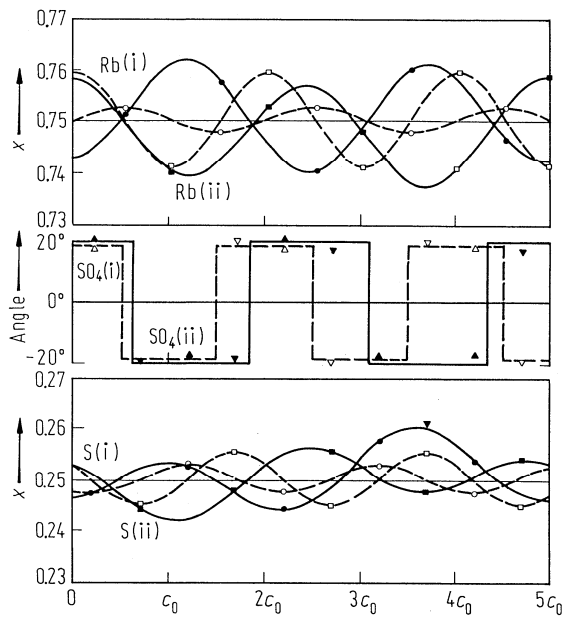 0,77
0,76
0,75
0,74
0,73
x
Rb(i)
Rb(ii)
20°
0°
-20°
Angle
SO₄(i)
SO₄(ii)
0,27
0,26
0,25
0,24
0,23
x
S(i)
S(ii)
0 c₀ 2c₀ 3c₀ 4c₀ 5c₀